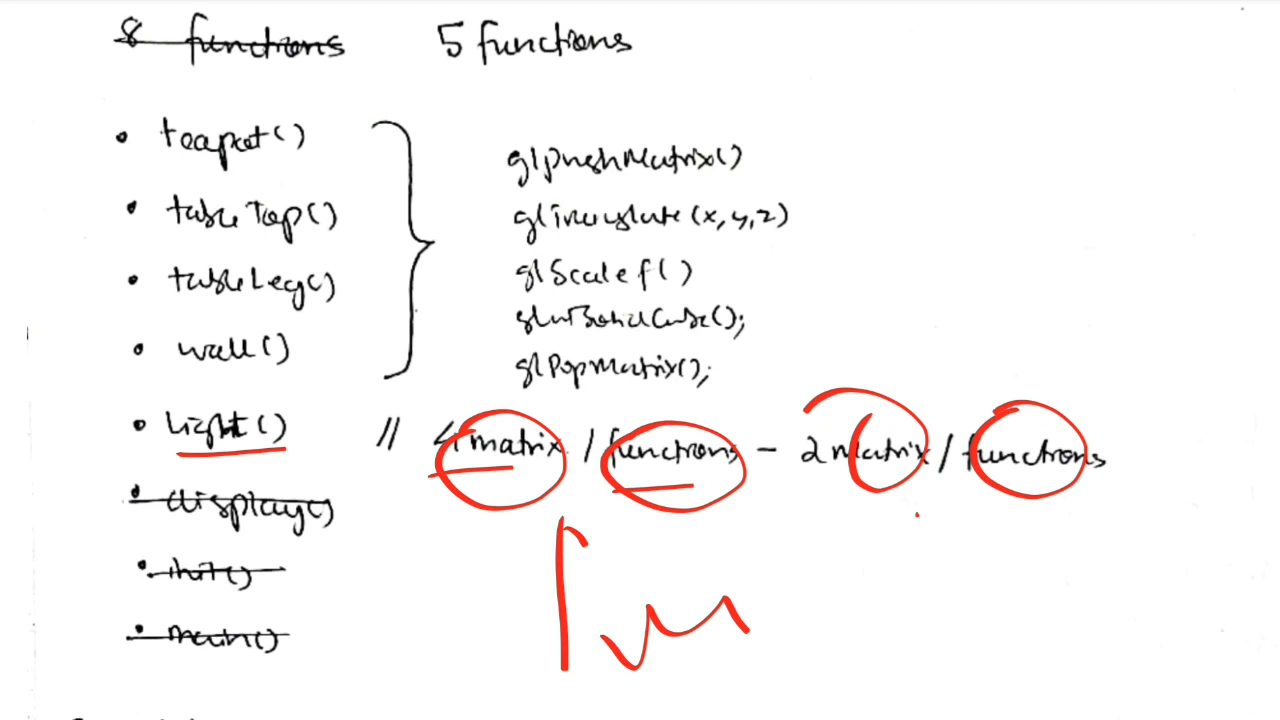 8 functions 5 functions
• teapot()
• tableTop()
• tableLeg()
• wall()
glPushMatrix()
glTranslate (x, y, z)
glScalef()
glutSolidCube();
glPopMatrix();
• Light() // 4 matrix / functions - 2 matrix / functions
• display()
• init()
• main()